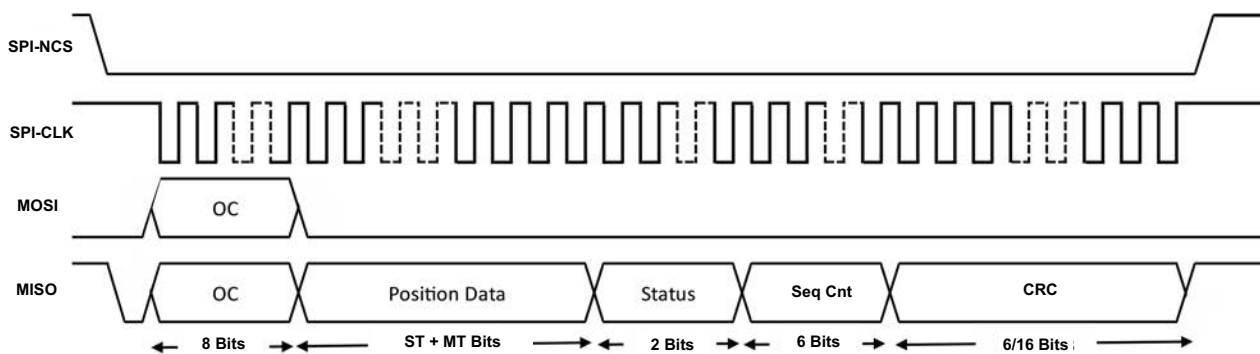 SPI-NCS
SPI-CLK
MOSI
OC
MISO
OC Position Data Status Seq Cnt CRC
8 Bits ST + MT Bits 2 Bits 6 Bits 6/16 Bits